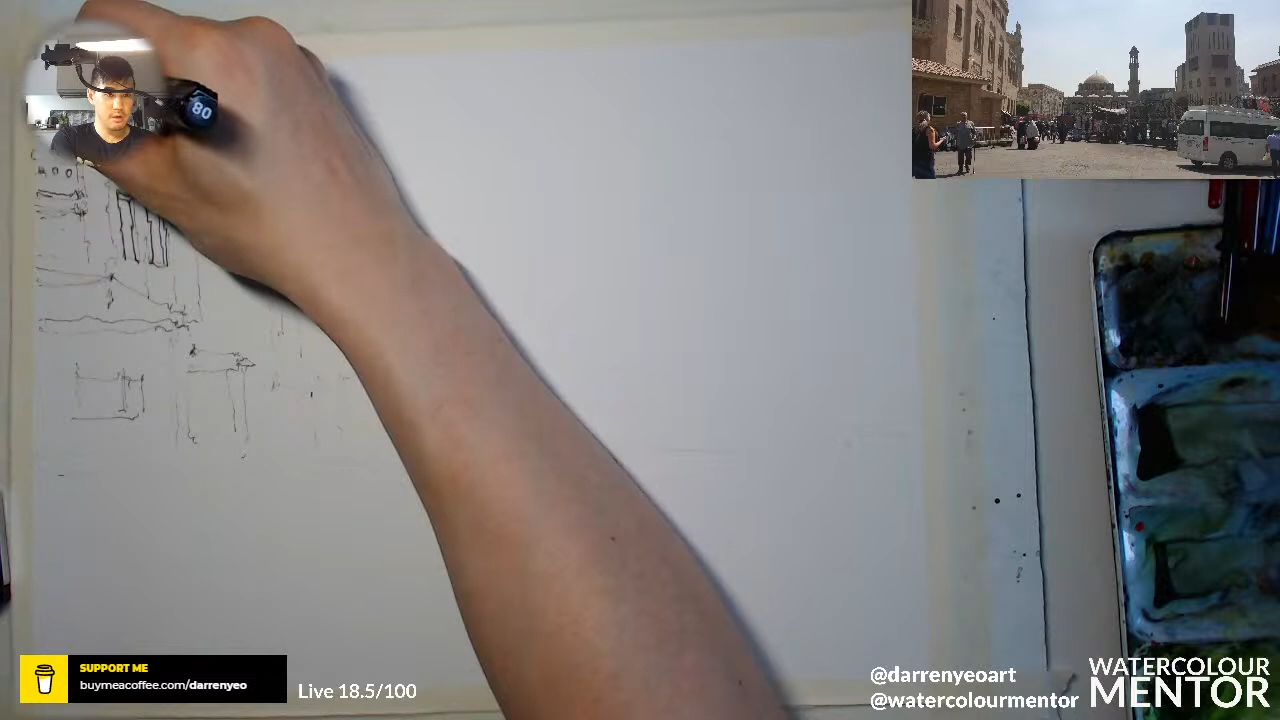 80
SUPPORT ME
buymeacoffee.com/darrenyeo
Live 18.5/100
@darrenyeoart
@watercolourmentor
WATERCOLOUR
MENTOR